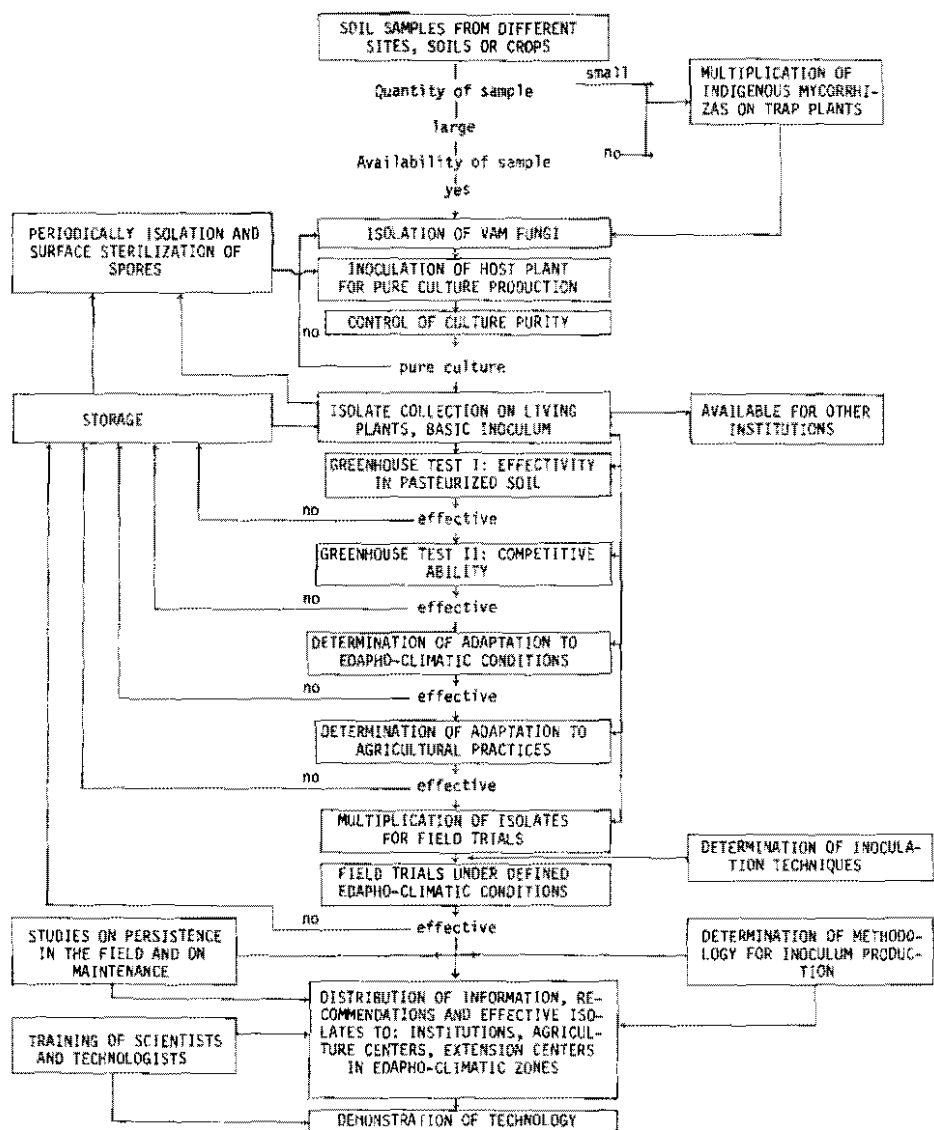 SOIL SAMPLES FROM DIFFERENT
SITES, SOILS OR CROPS
small
Quantity of sample
MULTIPLICATION OF
INDIGENOUS MYCORRHI-
ZAS ON TRAP PLANTS
large
no
Availability of sample
yes
PERIODICALLY ISOLATION AND
SURFACE STERILIZATION OF
SPORES
ISOLATION OF VAM FUNGI
INOCULATION OF HOST PLANT
FOR PURE CULTURE PRODUCTION
CONTROL OF CULTURE PURITY
no
pure culture
STORAGE
ISOLATE COLLECTION ON LIVING
PLANTS, BASIC INOCULUM
AVAILABLE FOR OTHER
INSTITUTIONS
GREENHOUSE TEST I: EFFECTIVITY
IN PASTEURIZED SOIL
no
effective
GREENHOUSE TEST II: COMPETITIVE
ABILITY
no
effective
DETERMINATION OF ADAPTATION TO
EDAPHO-CLIMATIC CONDITIONS
no
effective
DETERMINATION OF ADAPTATION TO
AGRICULTURAL PRACTICES
no
effective
MULTIPLICATION OF ISOLATES
FOR FIELD TRIALS
DETERMINATION OF INOCULA-
TION TECHNIQUES
FIELD TRIALS UNDER DEFINED
EDAPHO-CLIMATIC CONDITIONS
no
effective
STUDIES ON PERSISTENCE
IN THE FIELD AND ON
MAINTENANCE
DETERMINATION OF METHODO-
LOGY FOR INOCULUM PRODUC-
TION
DISTRIBUTION OF INFORMATION, RE-
COMMENDATIONS AND EFFECTIVE ISO-
LATES TO: INSTITUTIONS, AGRICUL-
TURE CENTERS, EXTENSION CENTERS
IN EDAPHO-CLIMATIC ZONES
TRAINING OF SCIENTISTS
AND TECHNOLOGISTS
DEMONSTRATION OF TECHNOLOGY